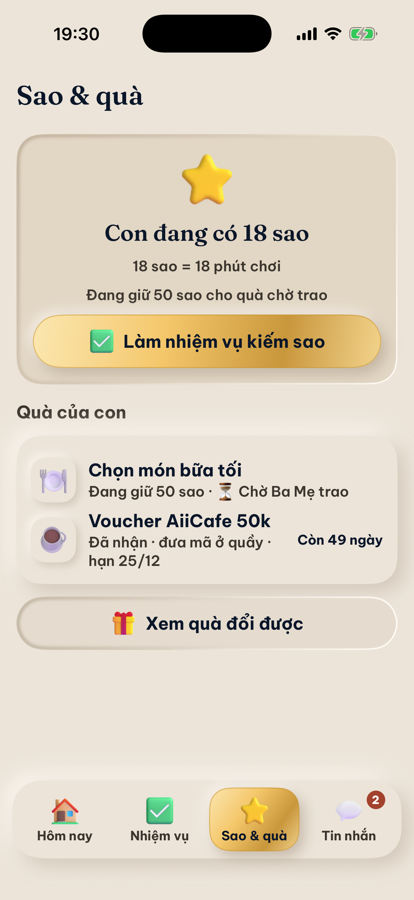 19:30
Sao & quà
Con đang có 18 sao
18 sao = 18 phút chơi
Đang giữ 50 sao cho quà chờ trao
Làm nhiệm vụ kiếm sao
Quà của con
Chọn món bữa tối
Đang giữ 50 sao · ⏳ Chờ Ba Mẹ trao
Voucher AiiCafe 50k
Đã nhận · đưa mã ở quầy ·
hạn 25/12
Còn 49 ngày
Xem quà đổi được
2
Hôm nay
Nhiệm vụ
Sao & quà
Tin nhắn